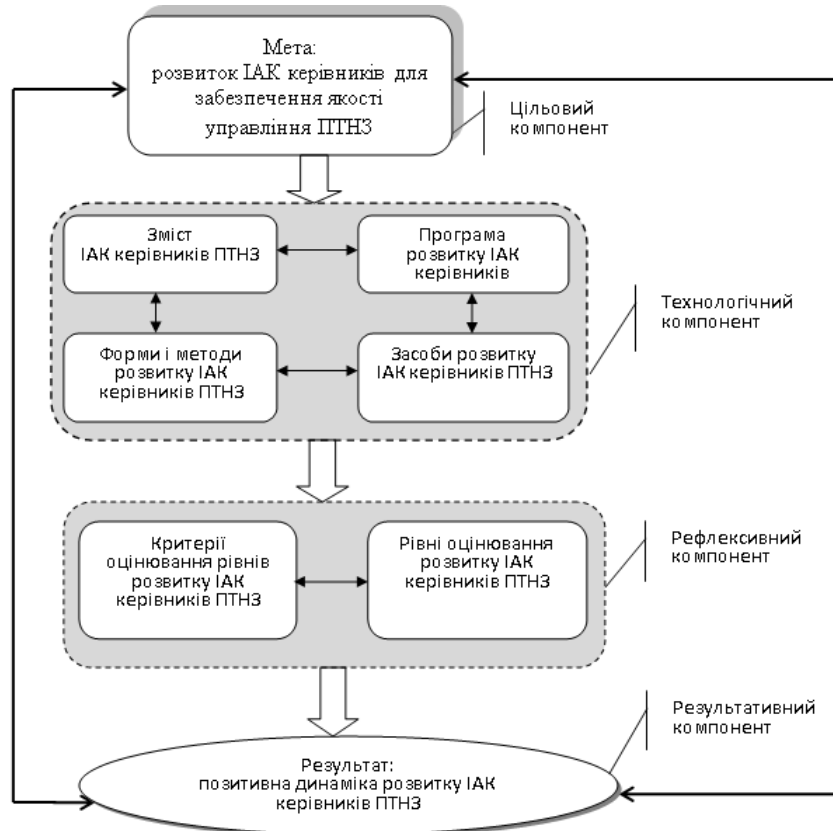 Мета:
розвиток ІАК керівників для
забезпечення якості
управління ПТНЗ
Цільовий
компонент
Зміст
ІАК керівників ПТНЗ
Програма
розвитку ІАК
керівників
Форми і методи
розвитку ІАК
керівників ПТНЗ
Засоби розвитку
ІАК керівників ПТНЗ
Технологічний
компонент
Критерії
оцінювання рівнів
розвитку ІАК
керівників ПТНЗ
Рівні оцінювання
розвитку ІАК
керівників ПТНЗ
Рефлексивний
компонент
Результативний
компонент
Результат:
позитивна динаміка розвитку ІАК
керівників ПТНЗ